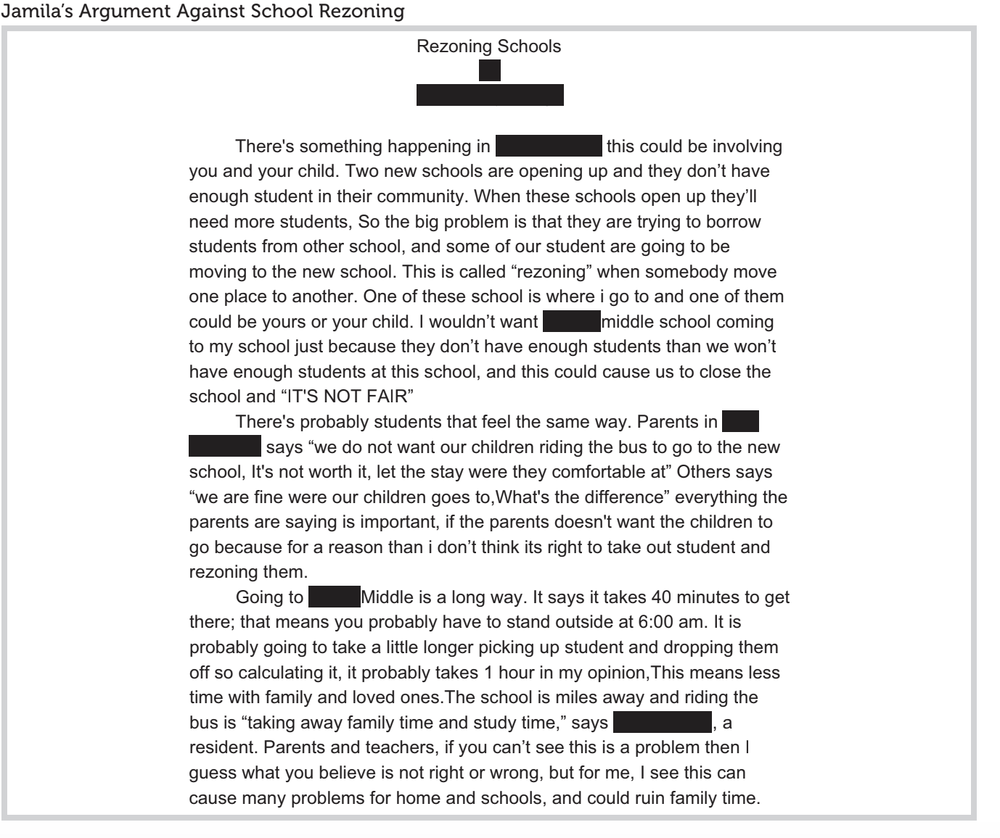 Jamila’s Argument Against School Rezoning
Rezoning Schools
There's something happening in this could be involving
you and your child. Two new schools are opening up and they don’t have
enough student in their community. When these schools open up they’ll
need more students, So the big problem is that they are trying to borrow
students from other school, and some of our student are going to be
moving to the new school. This is called “rezoning” when somebody move
one place to another. One of these school is where i go to and one of them
could be yours or your child. I wouldn’t want middle school coming
to my school just because they don’t have enough students than we won’t
have enough students at this school, and this could cause us to close the
school and “IT'S NOT FAIR”
There's probably students that feel the same way. Parents in
says “we do not want our children riding the bus to go to the new
school, It's not worth it, let the stay were they comfortable at” Others says
“we are fine were our children goes to,What's the difference” everything the
parents are saying is important, if the parents doesn't want the children to
go because for a reason than i don’t think its right to take out student and
rezoning them.
Going to Middle is a long way. It says it takes 40 minutes to get
there; that means you probably have to stand outside at 6:00 am. It is
probably going to take a little longer picking up student and dropping them
off so calculating it, it probably takes 1 hour in my opinion,This means less
time with family and loved ones.The school is miles away and riding the
bus is “taking away family time and study time,” says , a
resident. Parents and teachers, if you can’t see this is a problem then I
guess what you believe is not right or wrong, but for me, I see this can
cause many problems for home and schools, and could ruin family time.